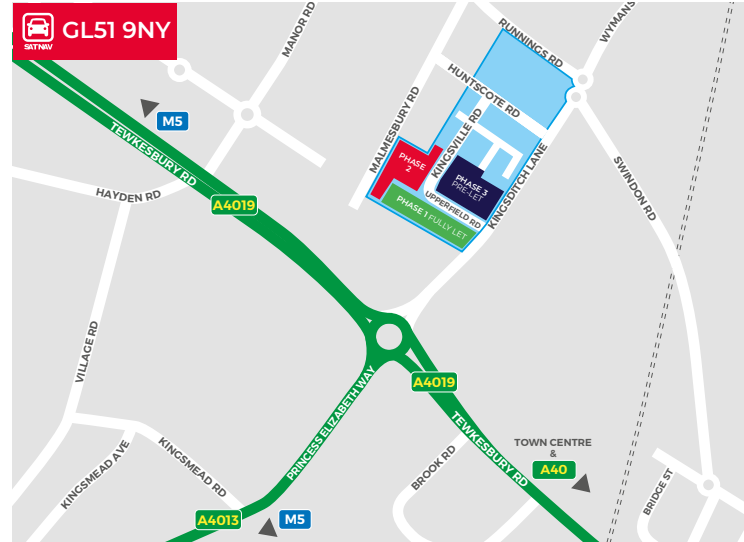 SATNAV
GL51 9NY
MANOR RD
RUNNINGS RD
WYMANS
HUNTSCOTE RD
MALMESBURY RD
KINGSVILLE RD
M5
TEWKESBURY RD
PHASE
2
PHASE 3
PRE-LET
KINGSDITCH LANE
SWINDON RD
HAYDEN RD
UPPERFIELD RD
PHASE 1 FULLY LET
A4019
VILLAGE RD
A4019
PRINCESS ELIZABETH WAY
TEWKESBURY RD
TOWN CENTRE
&
A40
KINGSMEAD AVE
KINGSMEAD RD
BROOK RD
BRIDGE ST
A4013
M5